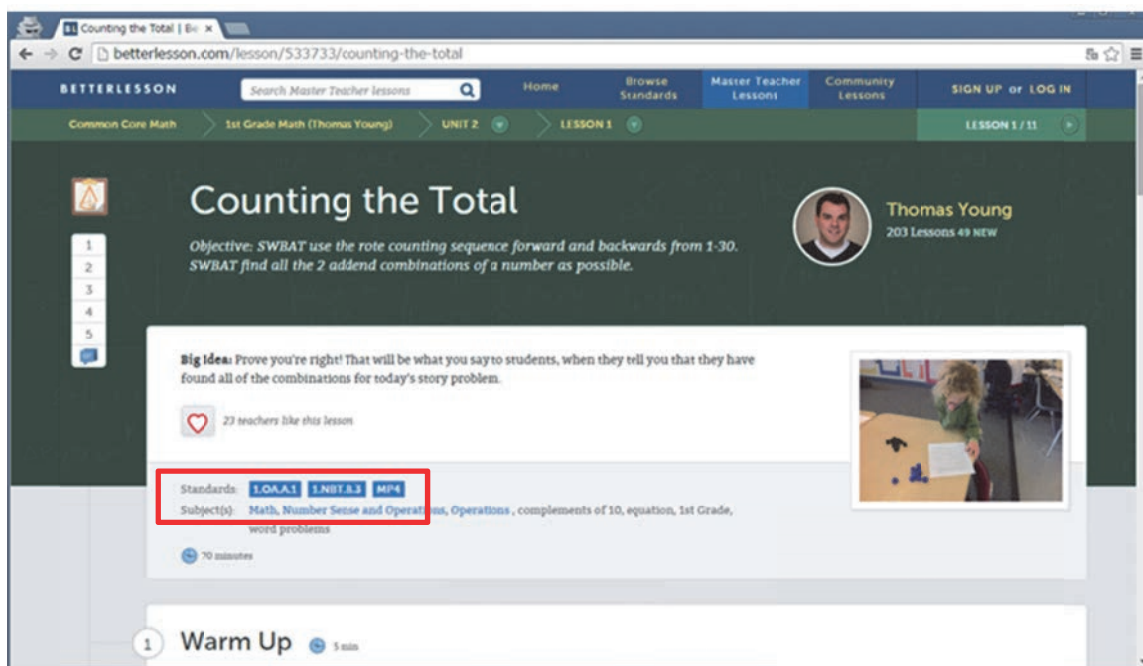 Counting the Total | Be
betterlesson.com/lesson/533733/counting-the-total
BETTERLESSON Search Master Teacher lessons Home Browse Standards Master Teacher Lessons Community Lessons SIGN UP or LOG IN
Common Core Math 1st Grade Math (Thomas Young) UNIT 2 LESSON 1 LESSON 1 / 11
Counting the Total
Thomas Young
203 Lessons 49 NEW
Objective: SWBAT use the rote counting sequence forward and backwards from 1-30.
SWBAT find all the 2 addend combinations of a number as possible.
1
2
3
4
5
Big Idea: Prove you're right! That will be what you say to students, when they tell you that they have
found all of the combinations for today's story problem.
23 teachers like this lesson
Standards: 1.OA.A.1 1.NBT.B.3 MP4
Subject(s): Math, Number Sense and Operations, Operations , complements of 10, equation, 1st Grade,
word problems
70 minutes
1 Warm Up 5 min